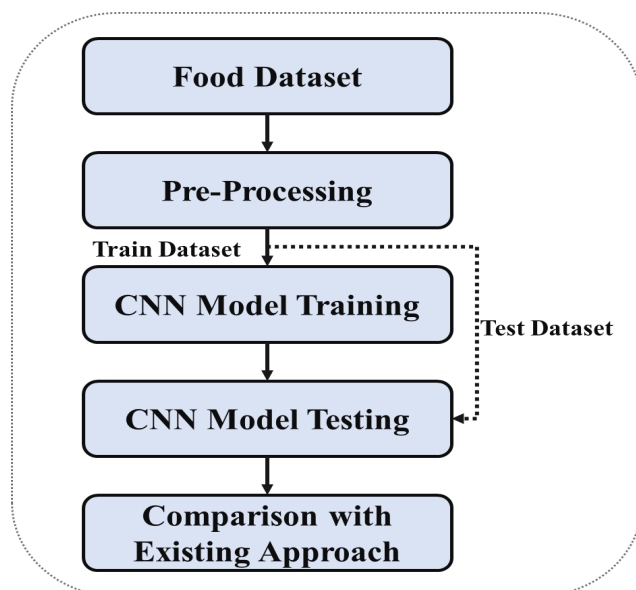 Food Dataset
Pre-Processing
Train Dataset
CNN Model Training
Test Dataset
CNN Model Testing
Comparison with
Existing Approach